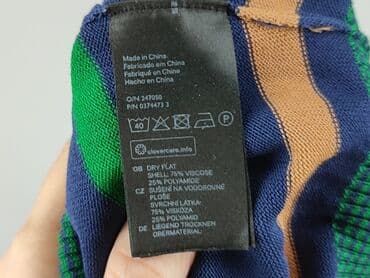 Made in China
Fabricado em China
Fabriqué en Chine
Hecho en China
O/N 247050
P/N 0374473 3
40
P
clevercare.info
GB DRY FLAT
SHELL: 75% VISCOSE
25% POLYAMIDE
CZ SUŠENÍ NA VODOROVNÉ
PLOŠE
SVRCHNÍ LÁTKA:
75% VISKÓZA
25% POLYAMID
DE LIEGEND TROCKNEN
OBERMATERIAL: